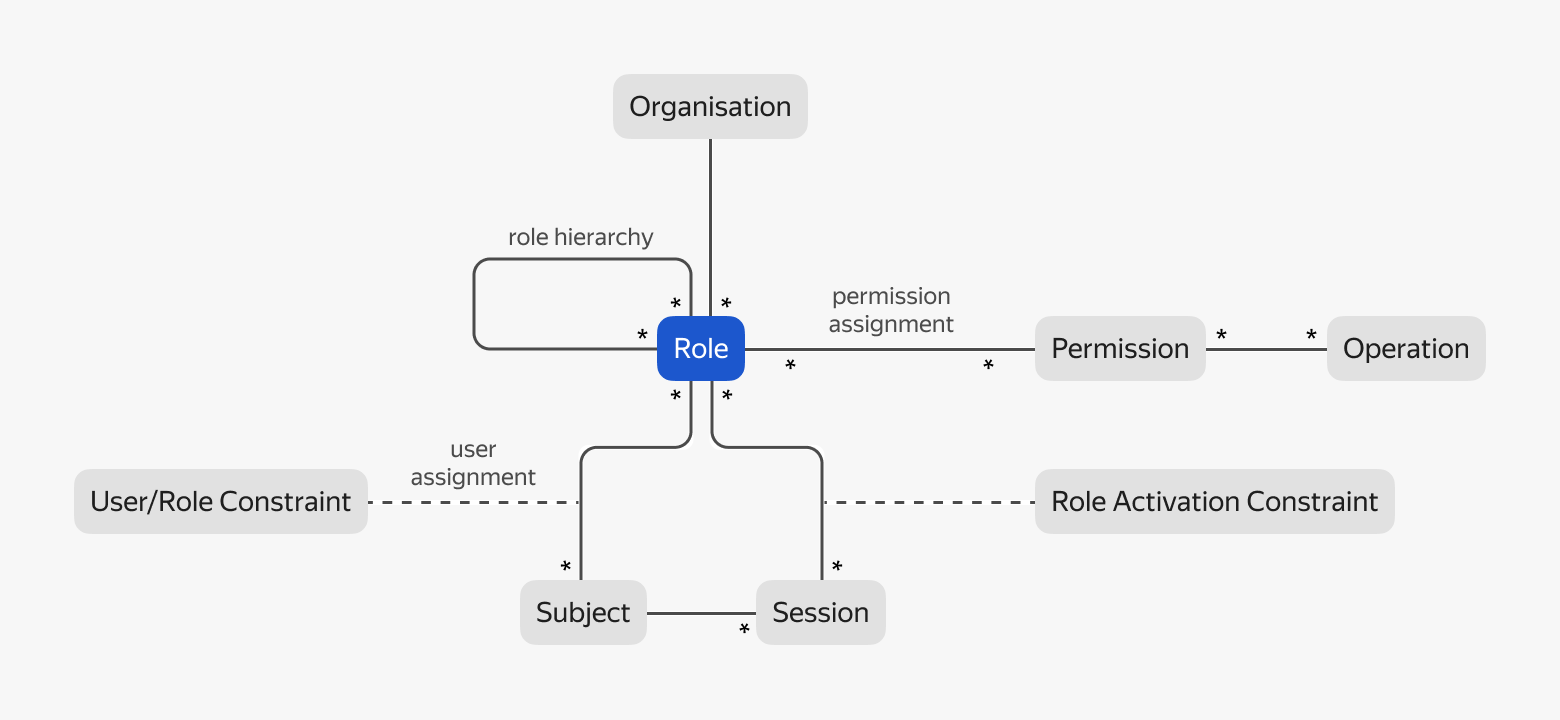 Organisation
role hierarchy
* *
permission
assignment
*
Role
Permission
* *
Operation
* *
* *
user
assignment
User/Role Constraint
Role Activation Constraint
* *
Subject
Session
*